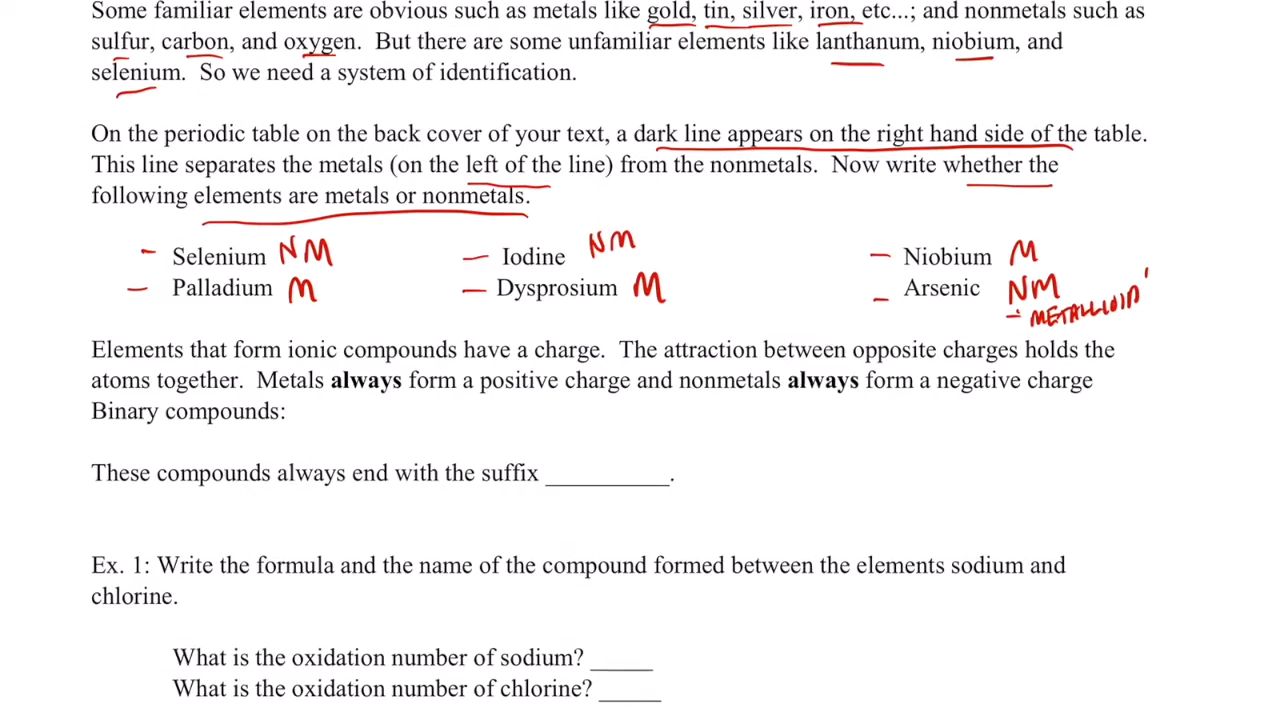 Some familiar elements are obvious such as metals like gold, tin, silver, iron, etc...; and nonmetals such as
sulfur, carbon, and oxygen. But there are some unfamiliar elements like lanthanum, niobium, and
selenium. So we need a system of identification.
On the periodic table on the back cover of your text, a dark line appears on the right hand side of the table.
This line separates the metals (on the left of the line) from the nonmetals. Now write whether the
following elements are metals or nonmetals.
- Selenium NM - Iodine NM - Niobium M
- Palladium M - Dysprosium M - Arsenic NM
- METALLOID
Elements that form ionic compounds have a charge. The attraction between opposite charges holds the
atoms together. Metals always form a positive charge and nonmetals always form a negative charge
Binary compounds:
These compounds always end with the suffix __________.
Ex. 1: Write the formula and the name of the compound formed between the elements sodium and
chlorine.
What is the oxidation number of sodium? _____
What is the oxidation number of chlorine? _____